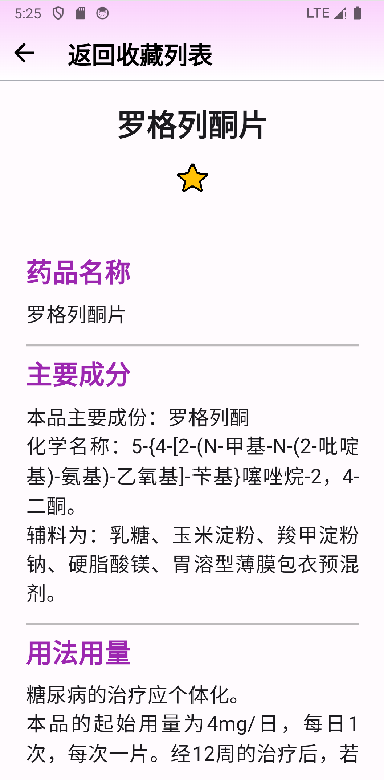 5:25
LTE
返回收藏列表
罗格列酮片
药品名称
罗格列酮片
主要成分
本品主要成份：罗格列酮
化学名称：5-{4-[2-(N-甲基-N-(2-吡啶
基)-氨基)-乙氧基]-苄基}噻唑烷-2，4-
二酮。
辅料为：乳糖、玉米淀粉、羧甲淀粉
钠、硬脂酸镁、胃溶型薄膜包衣预混
剂。
用法用量
糖尿病的治疗应个体化。
本品的起始用量为4mg/日，每日1
次，每次一片。经12周的治疗后，若